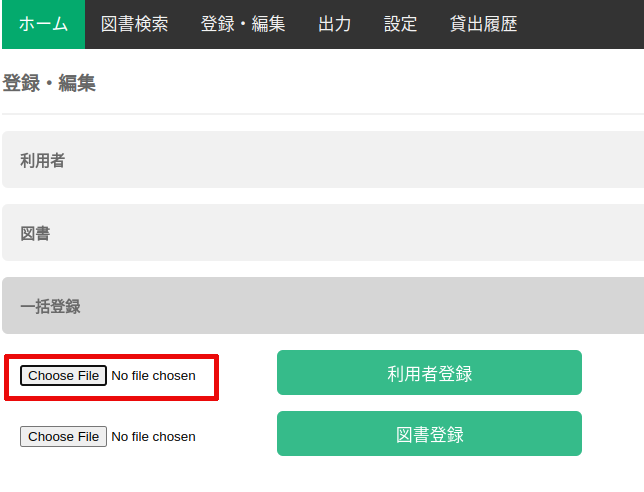 ホーム 図書検索 登録・編集 出力 設定 貸出履歴
登録・編集
利用者
図書
一括登録
Choose File No file chosen 利用者登録
Choose File No file chosen 図書登録